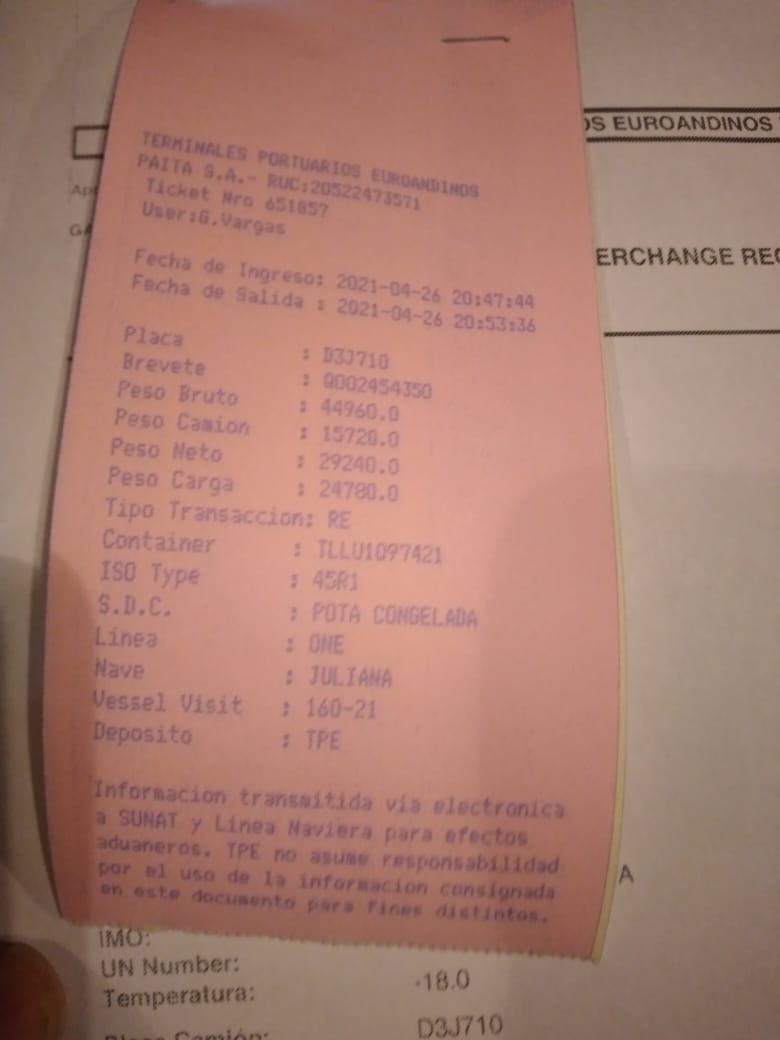 TERMINALES PORTUARIOS EUROANDINOS
PAITA S.A.- RUC:20522473571
Ticket Nro 651857
User:G.Vargas
Fecha de Ingreso: 2021-04-26 20:47:44
Fecha de Salida : 2021-04-26 20:53:36
Placa : D3J710
Brevete : Q002454350
Peso Bruto : 44960.0
Peso Camion : 15720.0
Peso Neto : 29240.0
Peso Carga : 24780.0
Tipo Transaccion: RE
Container : TLLU1097421
ISO Type : 45R1
S.D.C. : POTA CONGELADA
Linea : ONE
Nave : JULIANA
Vessel Visit : 160-21
Deposito : TPE
Informacion transmitida via electronica
a SUNAT y Linea Naviera para efectos
aduaneros. TPE no asume responsabilidad
por el uso de la informacion consignada
en este documento para fines distintos.
OS EUROANDINOS
ERCHANGE REC
A
IMO:
UN Number:
Temperatura: -18.0
Placa Camión: D3J710